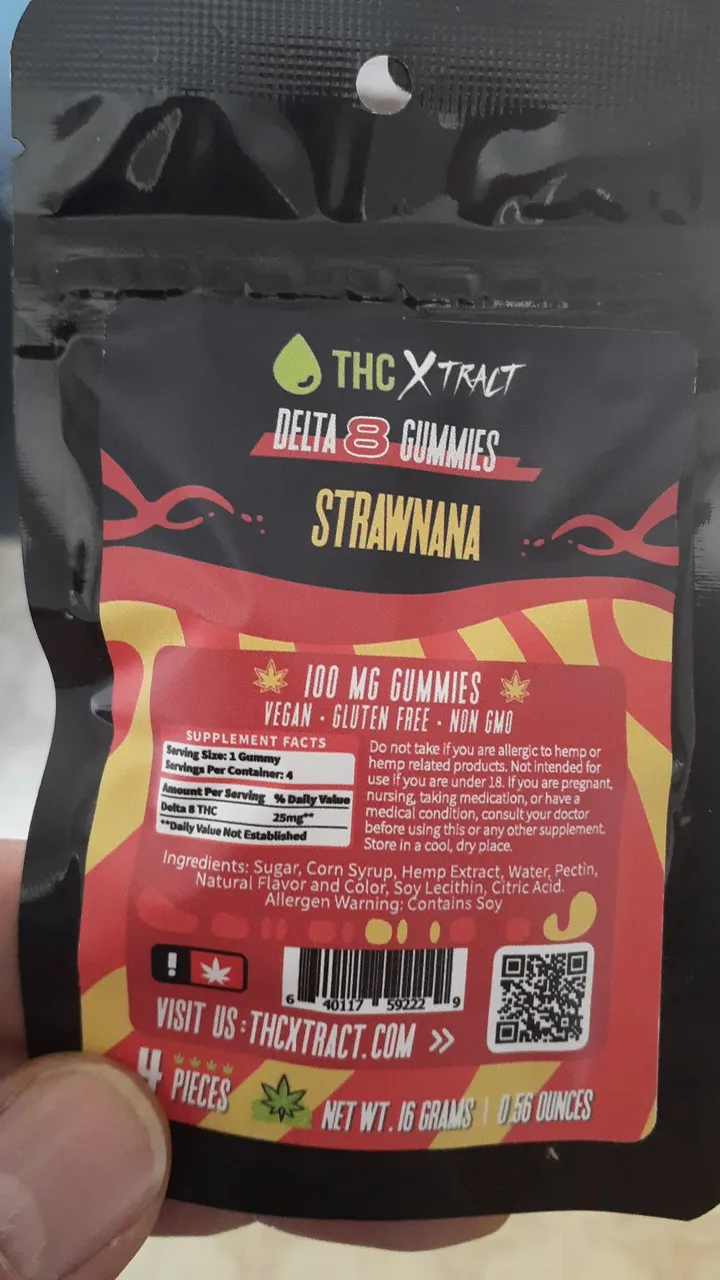 THC XTRACT
DELTA 8 GUMMIES
STRAWNANA
100 MG GUMMIES
VEGAN · GLUTEN FREE · NON GMO
SUPPLEMENT FACTS
Serving Size: 1 Gummy
Servings Per Container: 4
Amount Per Serving % Daily Value
Delta 8 THC 25mg**
**Daily Value Not Established
Do not take if you are allergic to hemp or
hemp related products. Not intended for
use if you are under 18. If you are pregnant,
nursing, taking medication, or have a
medical condition, consult your doctor
before using this or any other supplement.
Store in a cool, dry place.
Ingredients: Sugar, Corn Syrup, Hemp Extract, Water, Pectin,
Natural Flavor and Color, Soy Lecithin, Citric Acid.
Allergen Warning: Contains Soy
!
6 40117 59222 9
VISIT US: THCXTRACT.COM >>
4 PIECES
NET WT. 16 GRAMS | 0.56 OUNCES